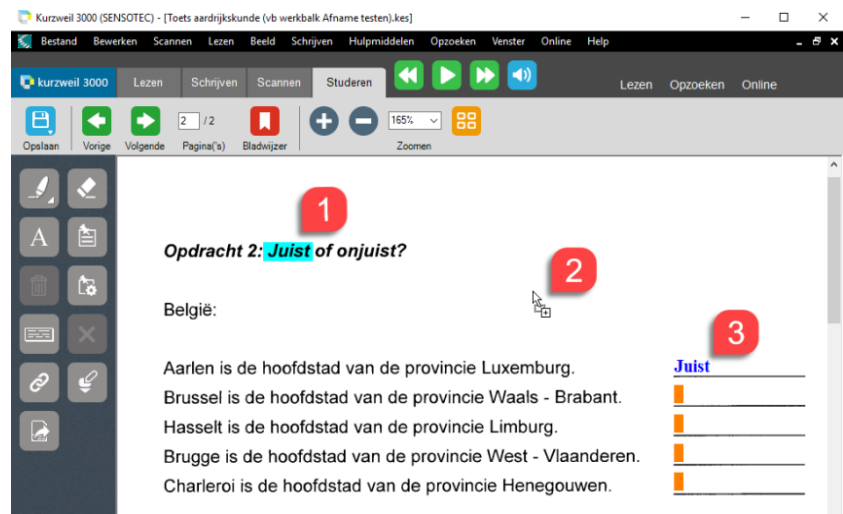 Kurzweil 3000 (SENSOTEC) - [Toets aardrijkskunde (vb werkbalk Afname testen).kes]
Bestand Bewerken Scannen Lezen Beeld Schrijven Hulpmiddelen Opzoeken Venster Online Help
kurzweil 3000 Lezen Schrijven Scannen Studeren Lezen Opzoeken Online
2 / 2 165%
Opslaan Vorige Volgende Pagina('s) Bladwijzer Zoomen
1
Opdracht 2: Juist of onjuist?
2
België:
3
Aarlen is de hoofdstad van de provincie Luxemburg. Juist
Brussel is de hoofdstad van de provincie Waals - Brabant.
Hasselt is de hoofdstad van de provincie Limburg.
Brugge is de hoofdstad van de provincie West - Vlaanderen.
Charleroi is de hoofdstad van de provincie Henegouwen.
A